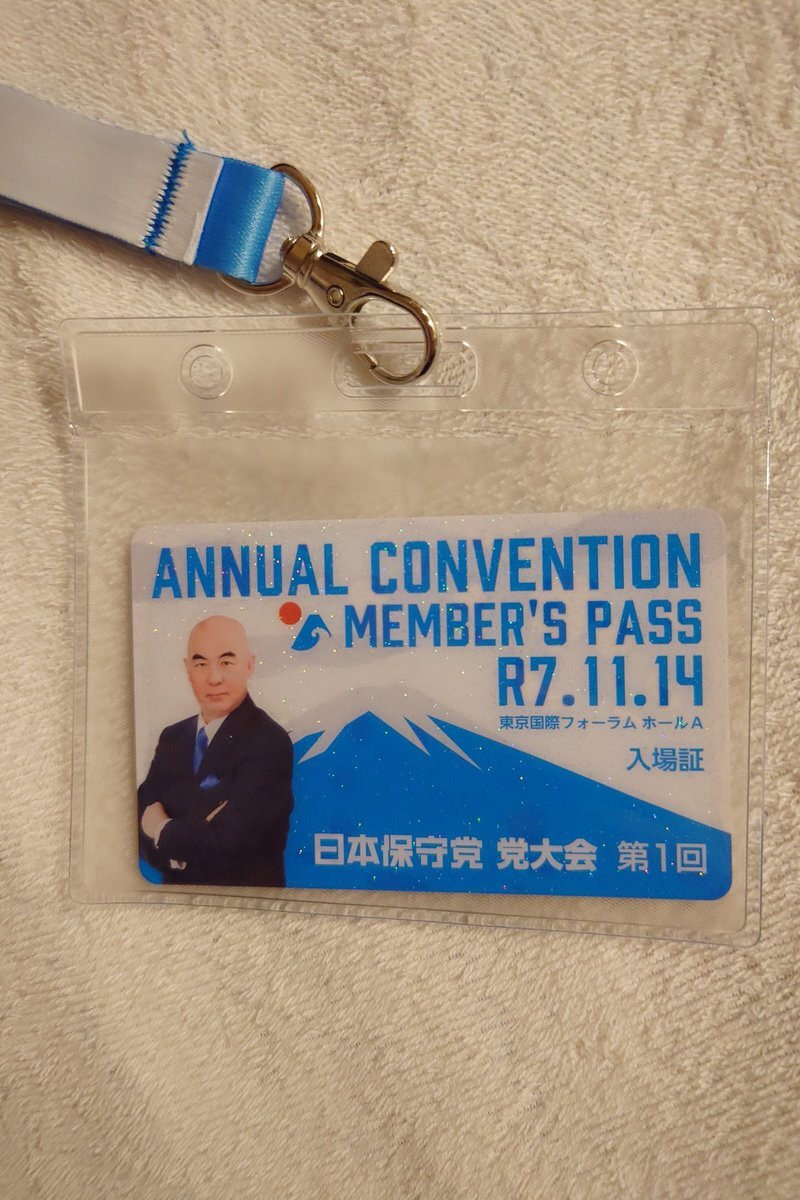 ANNUAL CONVENTION
MEMBER'S PASS
R7.11.14
東京国際フォーラム ホールA
入場証
日本保守党 党大会 第1回